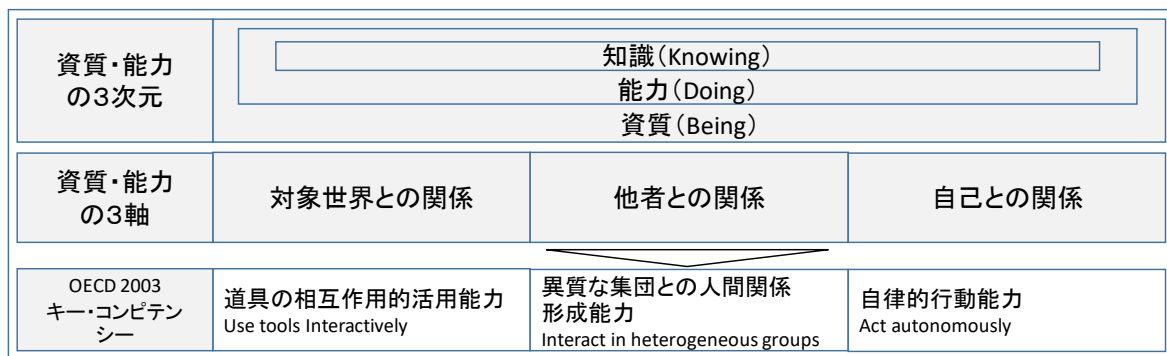 資質・能力
の３次元
知識（Knowing）
能力（Doing）
資質（Being）
資質・能力
の３軸
対象世界との関係
他者との関係
自己との関係
OECD 2003
キー・コンピテン
シー
道具の相互作用的活用能力
Use tools Interactively
異質な集団との人間関係
形成能力
Interact in heterogeneous groups
自律的行動能力
Act autonomously